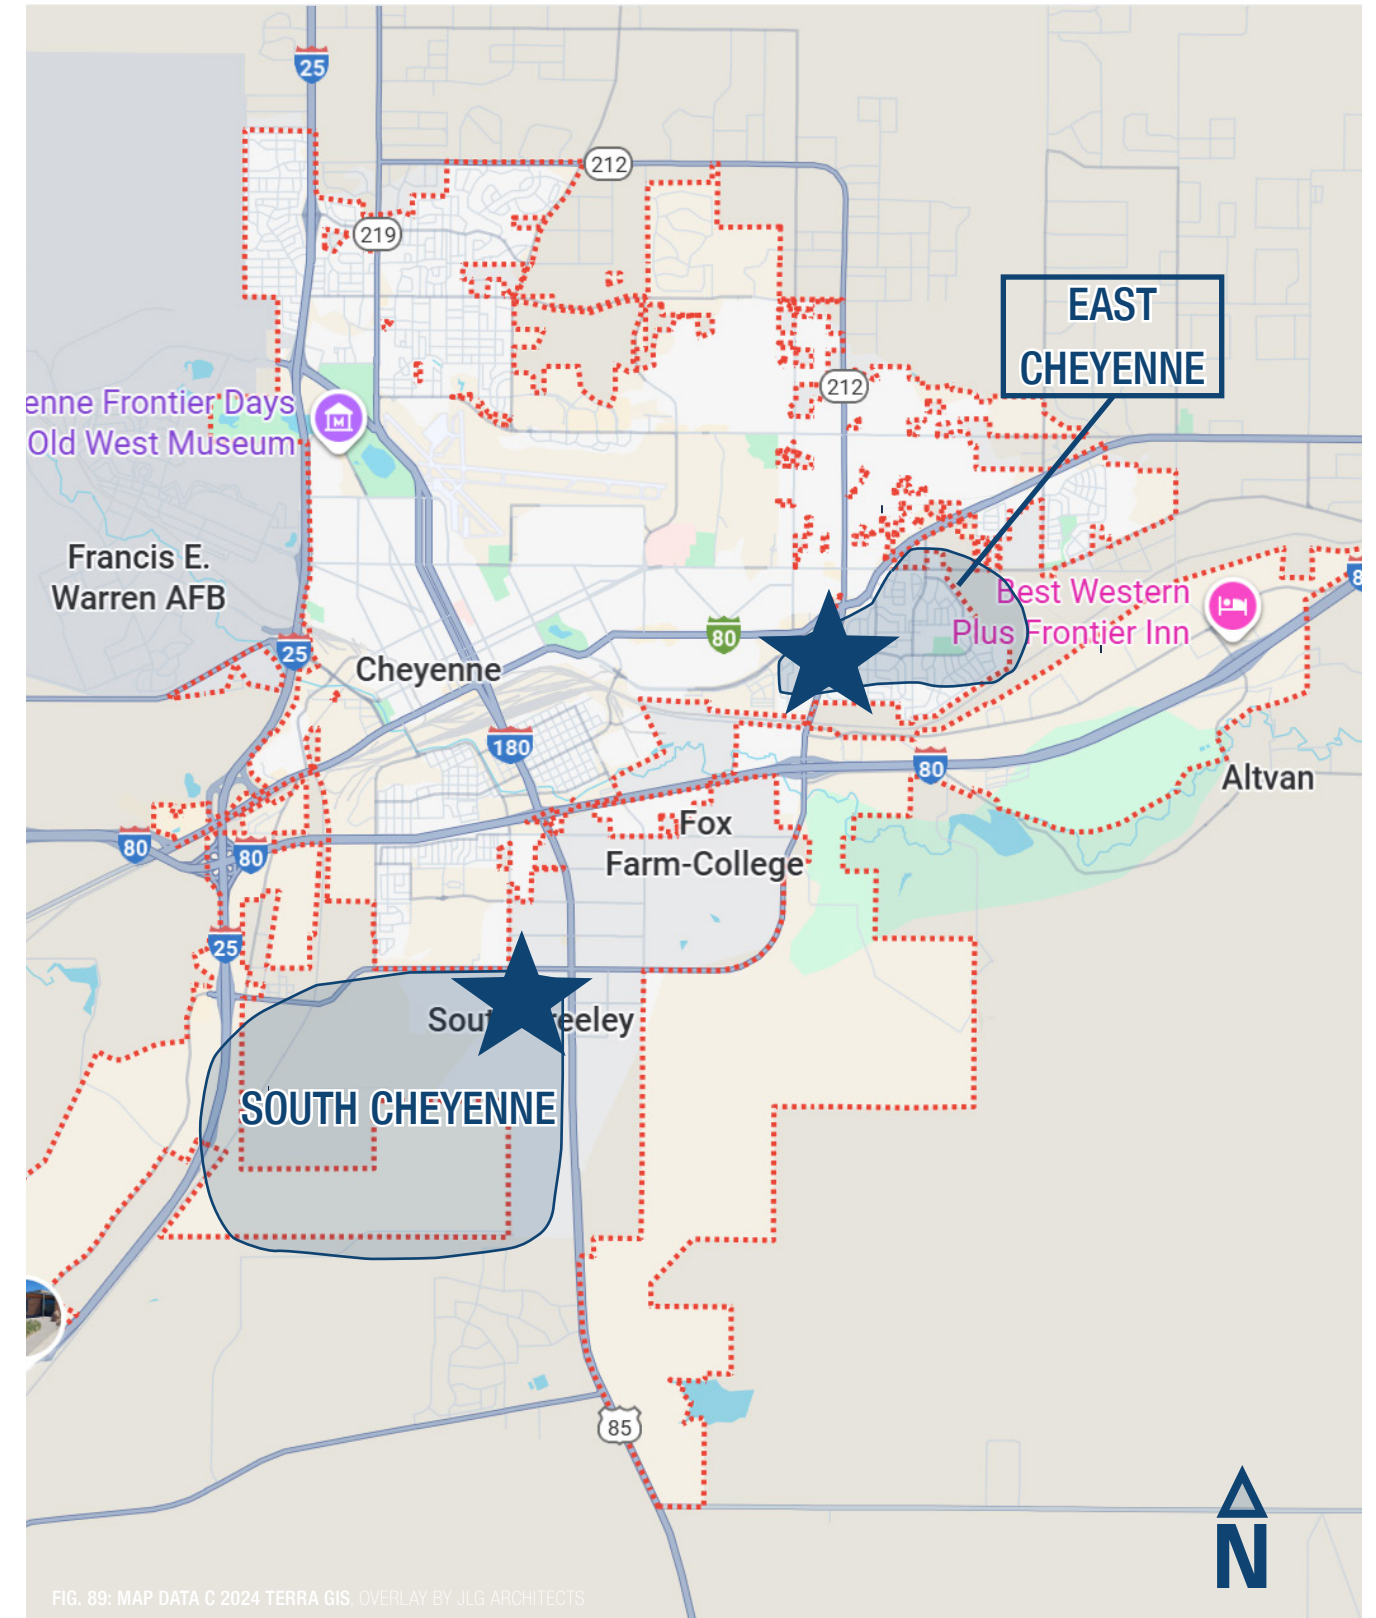 25
212
219
EAST
CHEYENNE
212
enne Frontier Days
Old West Museum
Francis E.
Warren AFB
Best Western
Plus Frontier Inn
8
80
25
Cheyenne
180
80
Altvan
Fox
Farm-College
80
80
25
Sou reeley
SOUTH CHEYENNE
85
N
FIG. 89: MAP DATA C 2024 TERRA GIS, OVERLAY BY JLG ARCHITECTS